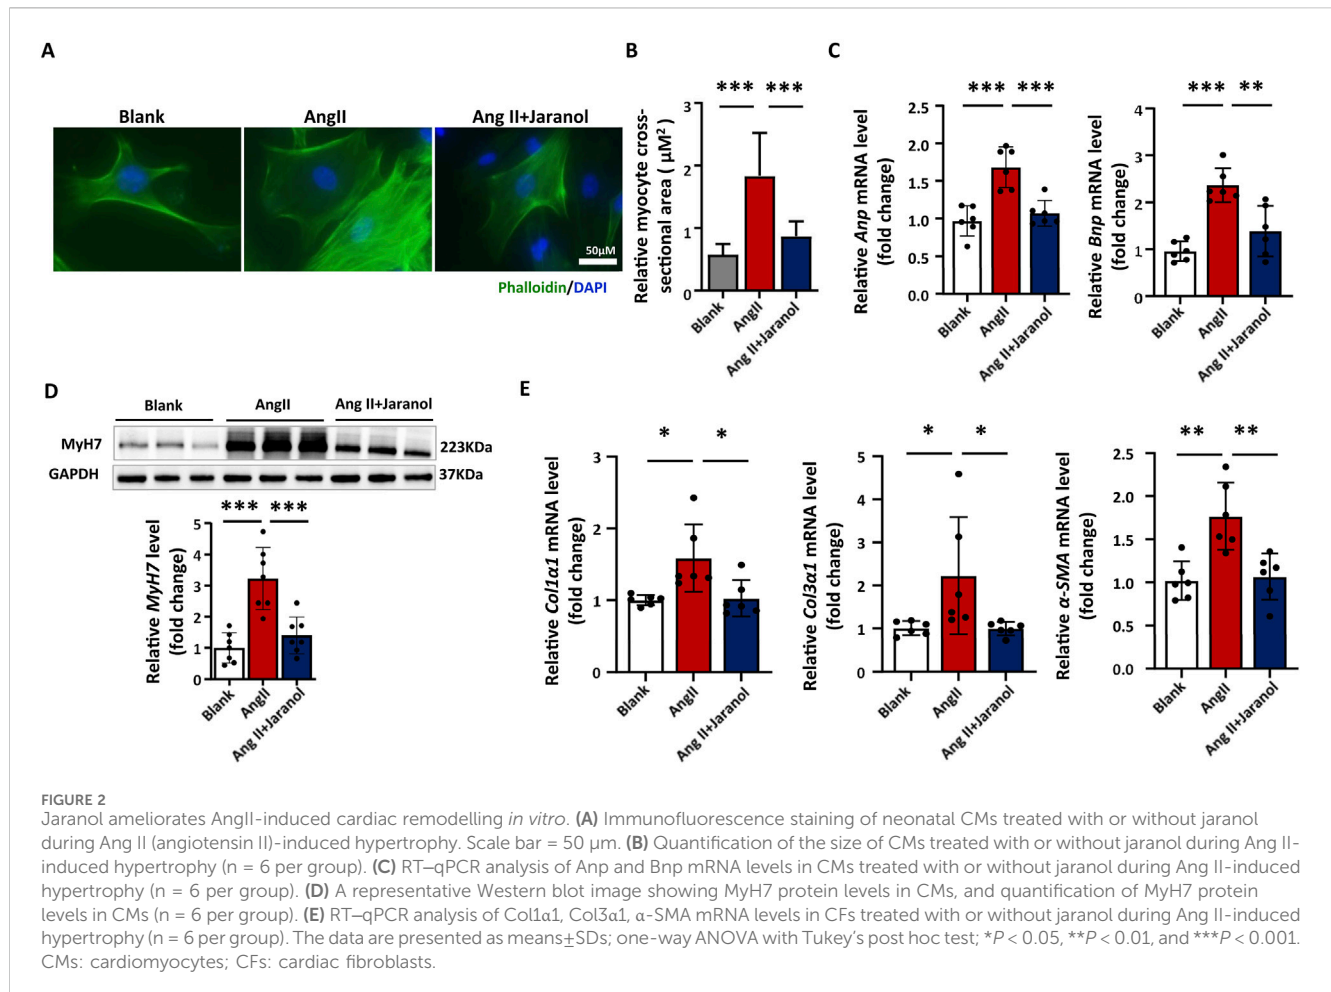 A
Blank
AngII
Ang II+Jaranol
50µM
Phalloidin/DAPI
B
*** ***
Relative myocyte cross-
sectional area ( µM²)
3
2
1
0
Blank
AngII
Ang II+Jaranol
C
*** ***
Relative Anp mRNA level
(fold change)
2.5
2.0
1.5
1.0
0.5
0.0
Blank
AngII
Ang II+Jaranol
*** **
Relative Bnp mRNA level
(fold change)
4
3
2
1
0
Blank
AngII
Ang II+Jaranol
D
Blank
AngII
Ang II+Jaranol
MyH7
223KDa
GAPDH
37KDa
*** ***
Relative MyH7 level
(fold change)
5
4
3
2
1
0
Blank
AngII
Ang II+Jaranol
E
* *
Relative Col1α1 mRNA level
(fold change)
3
2
1
0
Blank
AngII
Ang II+Jaranol
* *
Relative Col3α1 mRNA level
(fold change)
5
4
3
2
1
0
Blank
AngII
Ang II+Jaranol
** **
Relative α-SMA mRNA level
(fold change)
2.5
2.0
1.5
1.0
0.5
0.0
Blank
AngII
Ang II+Jaranol
FIGURE 2
Jaranol ameliorates AngII-induced cardiac remodelling in vitro. (A) Immunofluorescence staining of neonatal CMs treated with or without jaranol
during Ang II (angiotensin II)-induced hypertrophy. Scale bar = 50 µm. (B) Quantification of the size of CMs treated with or without jaranol during Ang II-
induced hypertrophy (n = 6 per group). (C) RT–qPCR analysis of Anp and Bnp mRNA levels in CMs treated with or without jaranol during Ang II-induced
hypertrophy (n = 6 per group). (D) A representative Western blot image showing MyH7 protein levels in CMs, and quantification of MyH7 protein
levels in CMs (n = 6 per group). (E) RT–qPCR analysis of Col1α1, Col3α1, α-SMA mRNA levels in CFs treated with or without jaranol during Ang II-induced
hypertrophy (n = 6 per group). The data are presented as means±SDs; one-way ANOVA with Tukey's post hoc test; *P < 0.05, **P < 0.01, and ***P < 0.001.
CMs: cardiomyocytes; CFs: cardiac fibroblasts.